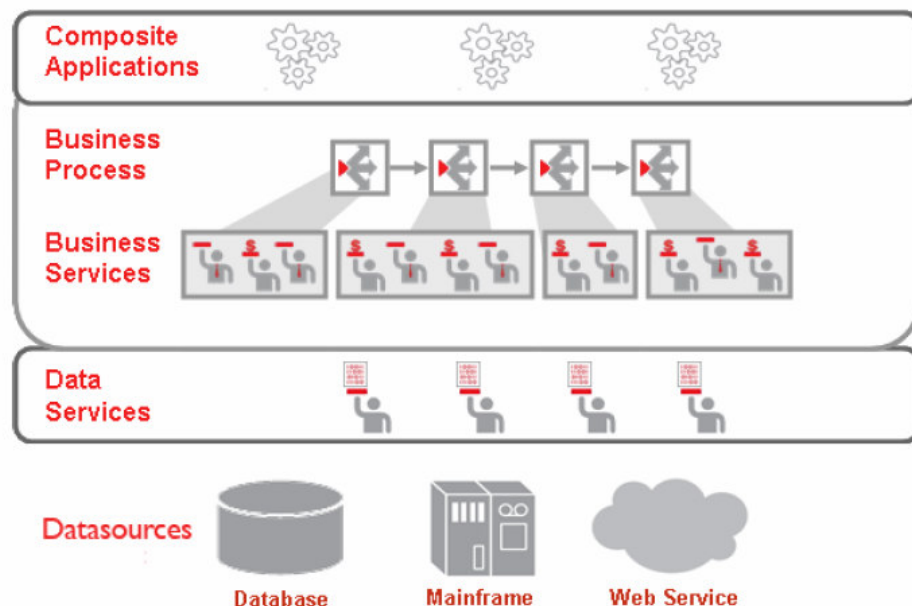 Composite
Applications
Business
Process
Business
Services
$
$
$
$
$
$
Data
Services
Datasources
Database
Mainframe
Web Service